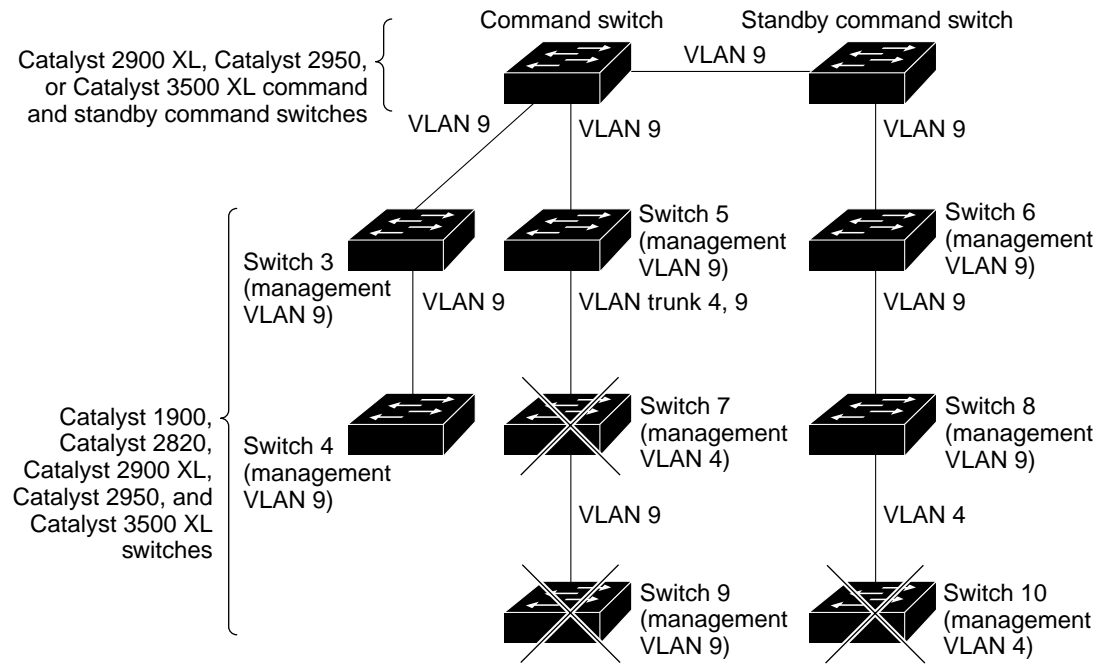 Command switch
Standby command switch
Catalyst 2900 XL, Catalyst 2950,
or Catalyst 3500 XL command
and standby command switches
VLAN 9
VLAN 9
VLAN 9
VLAN 9
Switch 3
(management
VLAN 9)
Switch 5
(management
VLAN 9)
Switch 6
(management
VLAN 9)
VLAN 9
VLAN trunk 4, 9
VLAN 9
Catalyst 1900,
Catalyst 2820,
Catalyst 2900 XL,
Catalyst 2950, and
Catalyst 3500 XL
switches
Switch 4
(management
VLAN 9)
Switch 7
(management
VLAN 4)
Switch 8
(management
VLAN 9)
VLAN 9
VLAN 4
Switch 9
(management
VLAN 9)
Switch 10
(management
VLAN 4)